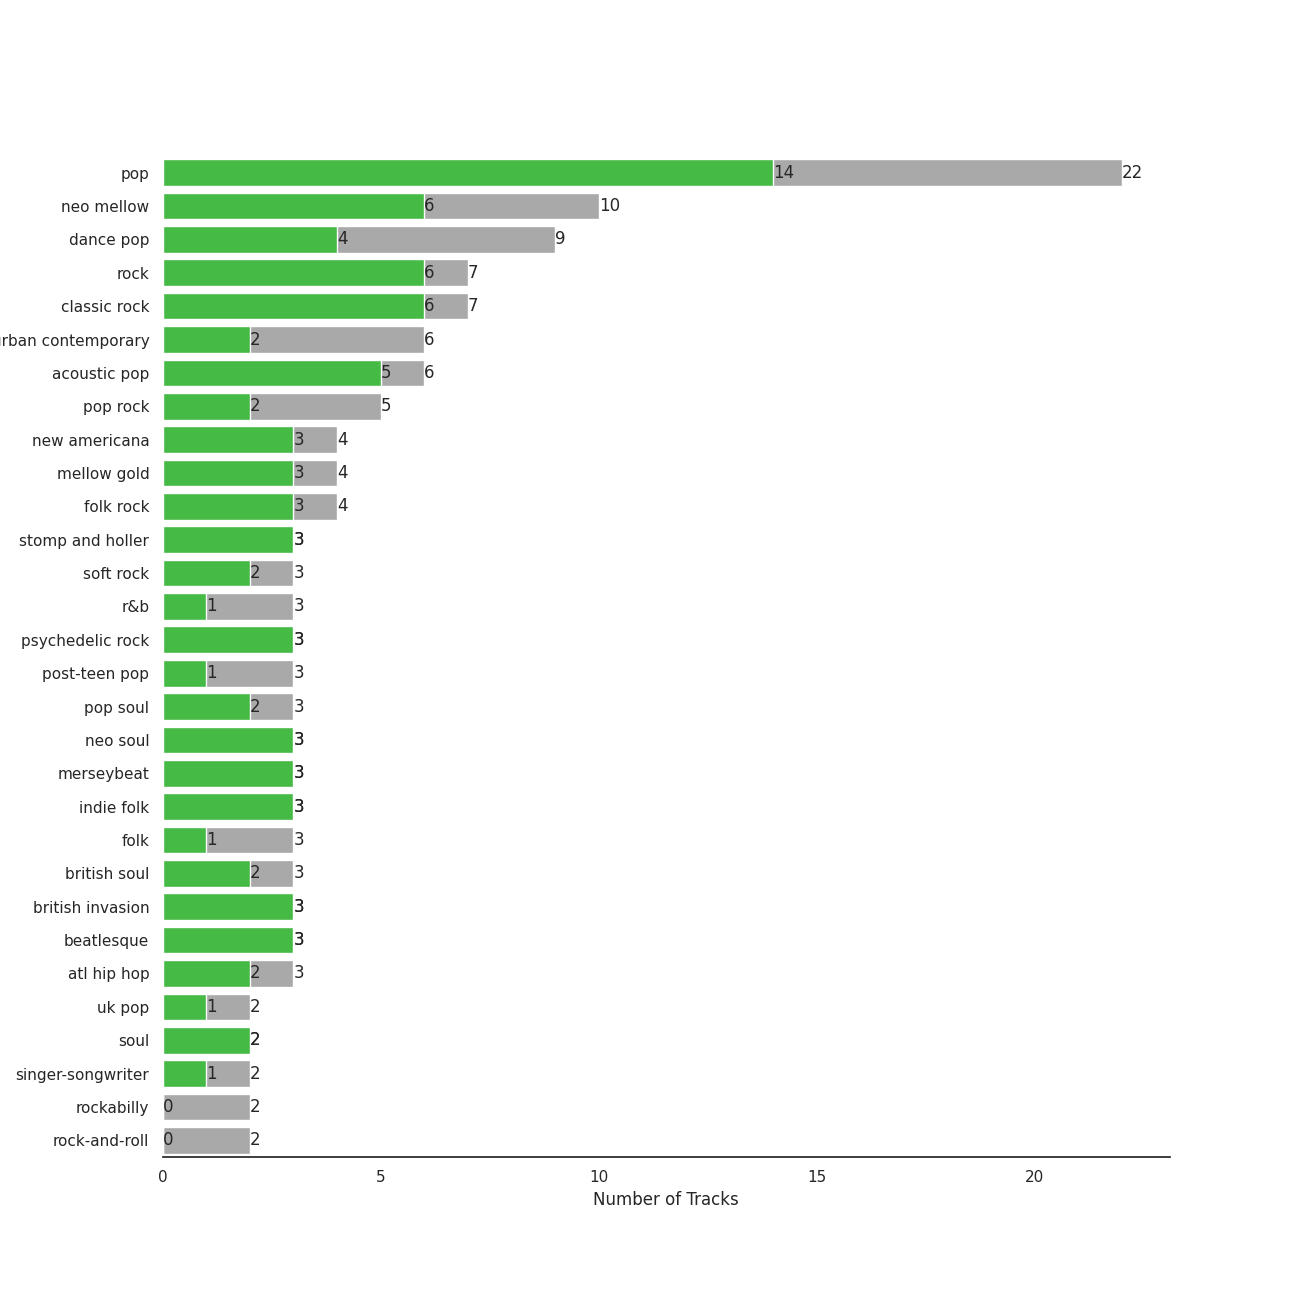 pop 14 22
neo mellow 6 10
dance pop 4 9
rock 6 7
classic rock 6 7
rban contemporary 2 6
acoustic pop 5 6
pop rock 2 5
new americana 3 4
mellow gold 3 4
folk rock 3 4
stomp and holler 3
soft rock 2 3
r&b 1 3
psychedelic rock 3
post-teen pop 1 3
pop soul 2 3
neo soul 3
merseybeat 3
indie folk 3
folk 1 3
british soul 2 3
british invasion 3
beatlesque 3
atl hip hop 2 3
uk pop 1 2
soul 2
singer-songwriter 1 2
rockabilly 0 2
rock-and-roll 0 2
0 5 10 15 20
Number of Tracks